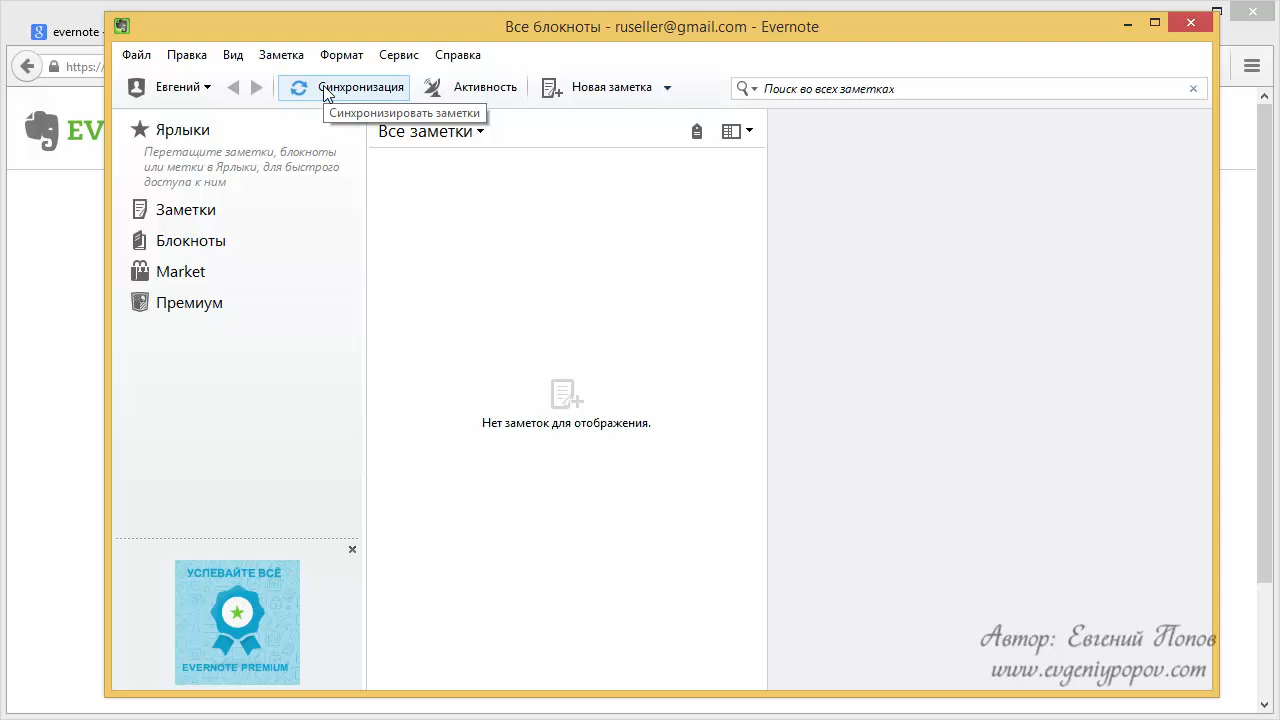 evernote -
Все блокноты - ruseller@gmail.com - Evernote
https://
Файл Правка Вид Заметка Формат Сервис Справка
Евгений Синхронизация Активность Новая заметка Поиск во всех заметках
Синхронизировать заметки
EV
Ярлыки
Все заметки
Перетащите заметки, блокноты
или метки в Ярлыки, для быстрого
доступа к ним
Заметки
Блокноты
Market
Премиум
Нет заметок для отображения.
УСПЕВАЙТЕ ВСЁ
EVERNOTE PREMIUM
Автор: Евгений Попов
www.evgeniypopov.com